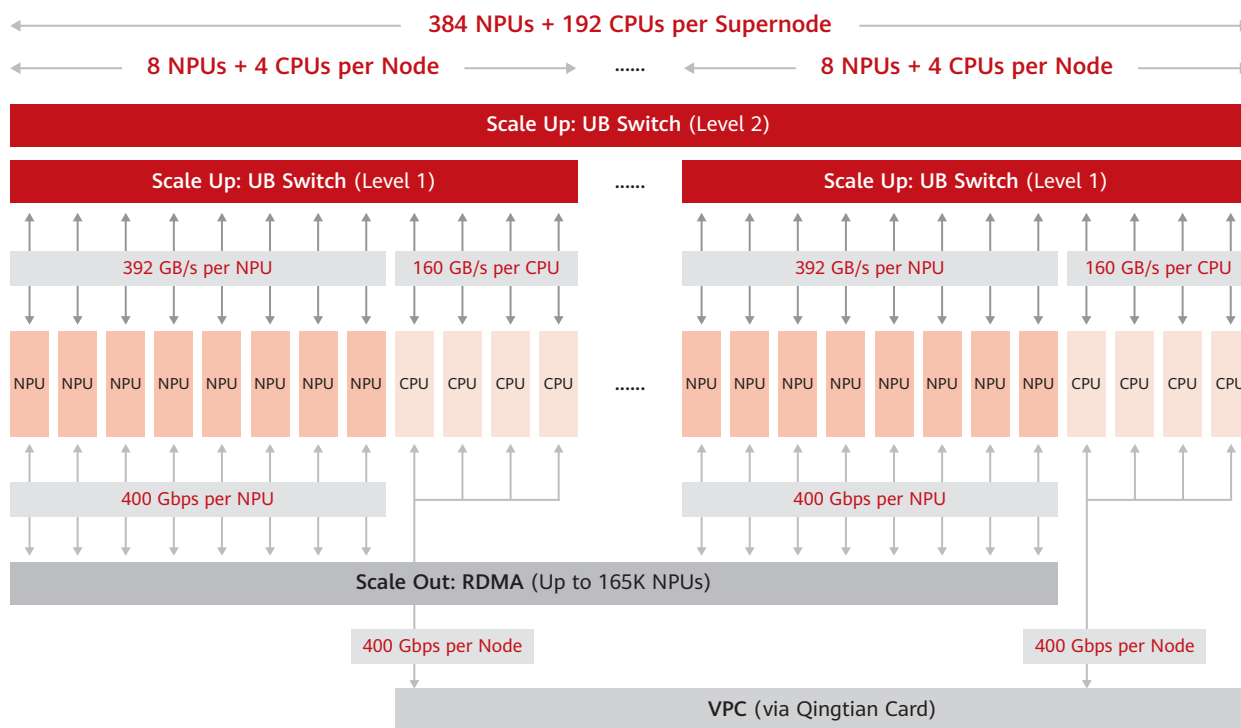 384 NPUs + 192 CPUs per Supernode
8 NPUs + 4 CPUs per Node ...... 8 NPUs + 4 CPUs per Node
Scale Up: UB Switch (Level 2)
Scale Up: UB Switch (Level 1) ...... Scale Up: UB Switch (Level 1)
392 GB/s per NPU 160 GB/s per CPU 392 GB/s per NPU 160 GB/s per CPU
NPU NPU NPU NPU NPU NPU NPU NPU CPU CPU CPU CPU ...... NPU NPU NPU NPU NPU NPU NPU NPU CPU CPU CPU CPU
400 Gbps per NPU 400 Gbps per NPU
Scale Out: RDMA (Up to 165K NPUs)
400 Gbps per Node 400 Gbps per Node
VPC (via Qingtian Card)